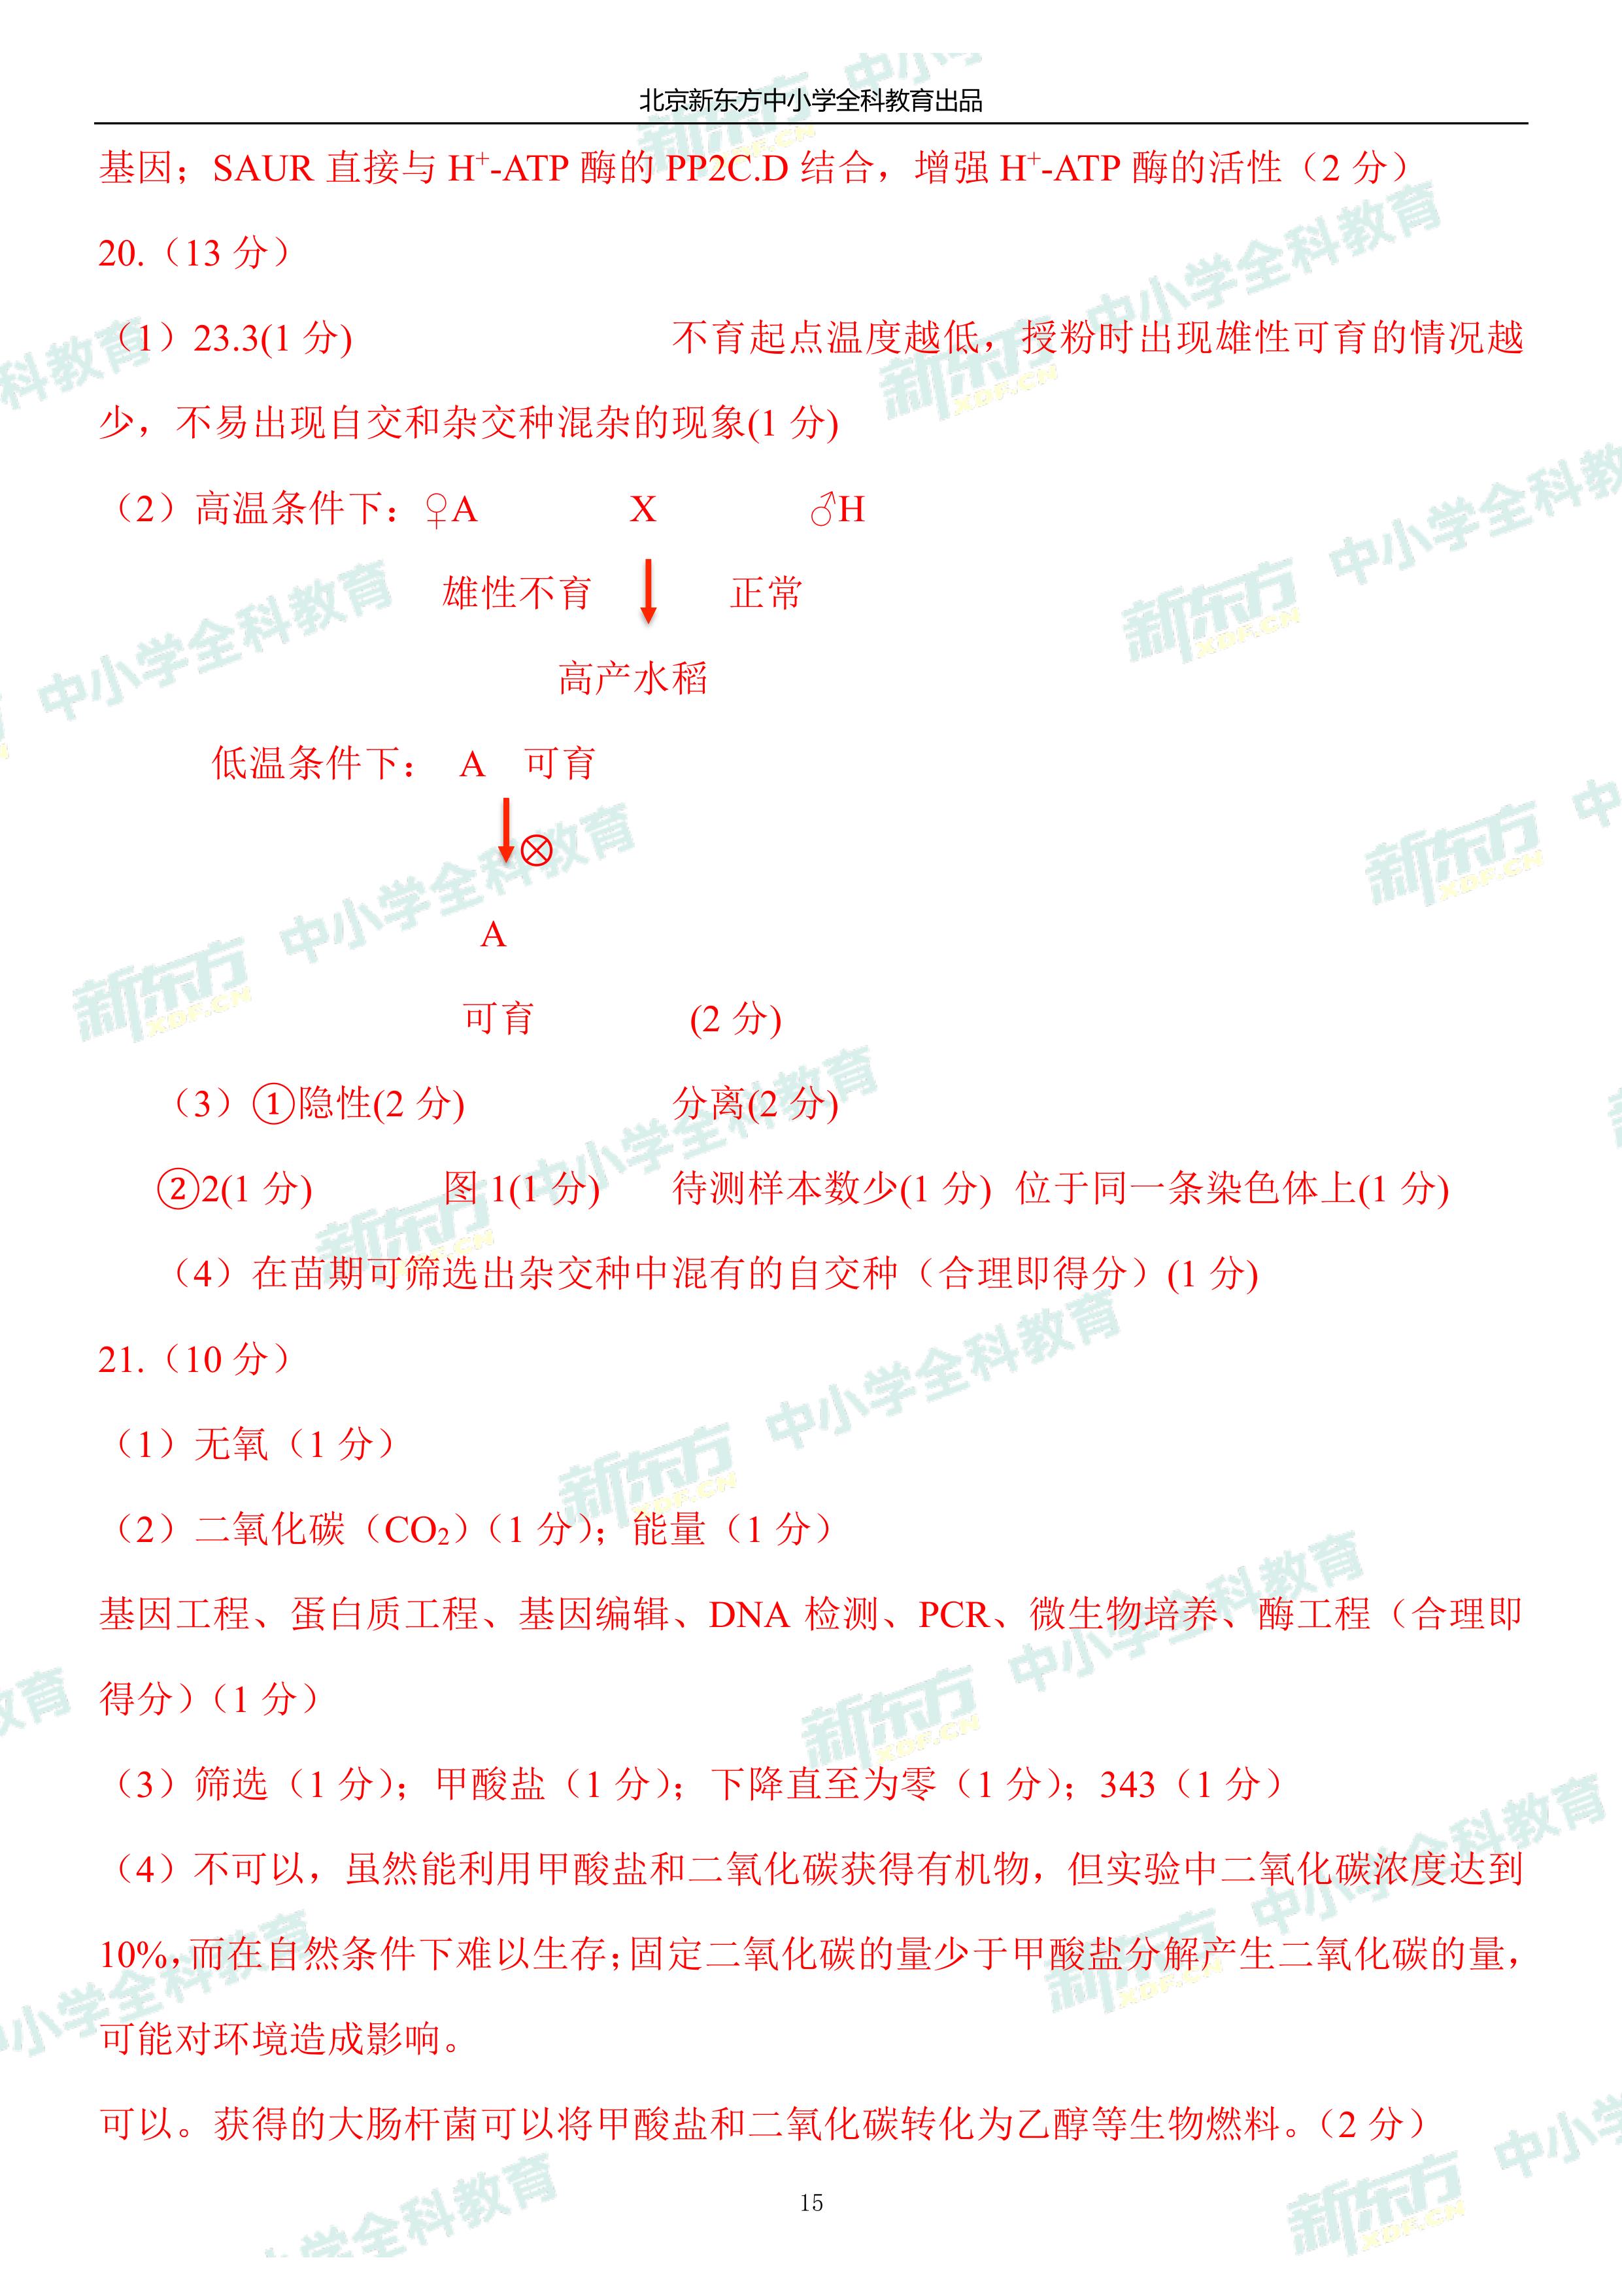 北京新东方中小学全科教育出品
基因；SAUR 直接与 H⁺-ATP 酶的 PP2C.D 结合，增强 H⁺-ATP 酶的活性（2 分）
20.（13 分）
（1）23.3(1 分) 不育起点温度越低，授粉时出现雄性可育的情况越
少，不易出现自交和杂交种混杂的现象(1 分)
（2）高温条件下：♀A X ♂H
雄性不育 正常
高产水稻
低温条件下： A 可育
⊗
A
可育 (2 分)
（3）①隐性(2 分) 分离(2 分)
②2(1 分) 图 1(1 分) 待测样本数少(1 分) 位于同一条染色体上(1 分)
（4）在苗期可筛选出杂交种中混有的自交种（合理即得分）(1 分)
21.（10 分）
（1）无氧（1 分）
（2）二氧化碳（CO₂）（1 分）；能量（1 分）
基因工程、蛋白质工程、基因编辑、DNA 检测、PCR、微生物培养、酶工程（合理即
得分）（1 分）
（3）筛选（1 分）；甲酸盐（1 分）；下降直至为零（1 分）；343（1 分）
（4）不可以，虽然能利用甲酸盐和二氧化碳获得有机物，但实验中二氧化碳浓度达到
10%，而在自然条件下难以生存；固定二氧化碳的量少于甲酸盐分解产生二氧化碳的量，
可能对环境造成影响。
可以。获得的大肠杆菌可以将甲酸盐和二氧化碳转化为乙醇等生物燃料。（2 分）
15
新东方 XDF.CN 中小学全科教育